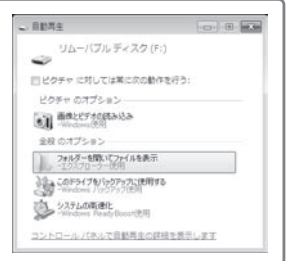 自動再生
リムーバブル ディスク (F:)
ピクチャ に対しては常に次の動作を行う:
ピクチャ のオプション
画像とビデオの読み込み
-Windows使用
全般 のオプション
フォルダーを開いてファイルを表示
-エクスプローラー使用
このドライブをバックアップに使用する
-Windows バックアップ使用
システムの高速化
-Windows ReadyBoost使用
コントロール パネルで自動再生の詳細を表示します